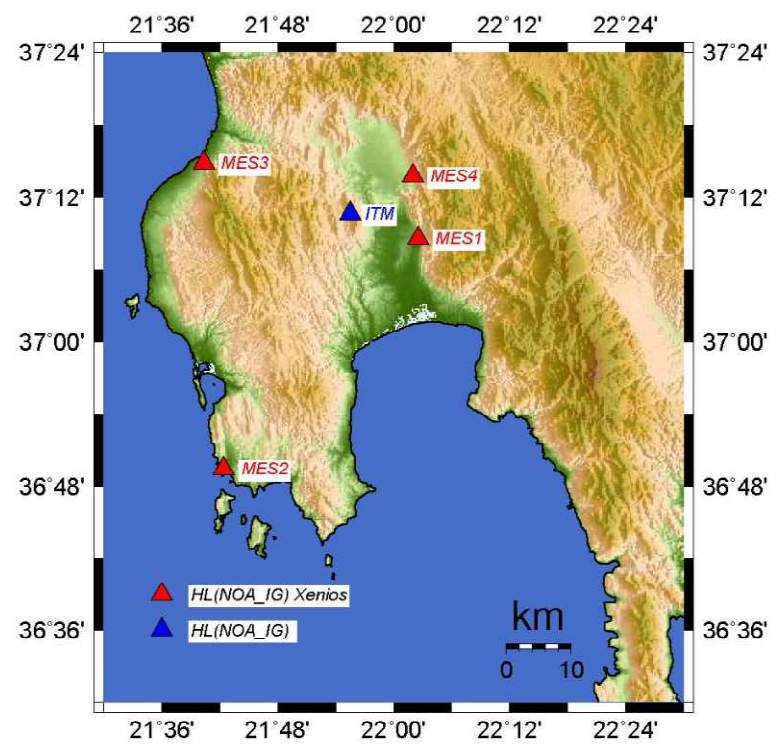 21°36' 21°48' 22°00' 22°12' 22°24'
37°24' 37°24'
MES3
MES4
37°12' 37°12'
ITM
MES1
37°00' 37°00'
MES2
36°48' 36°48'
HL(NOA_IG) Xenios
km
36°36' HL(NOA_IG) 36°36'
0 10
21°36' 21°48' 22°00' 22°12' 22°24'